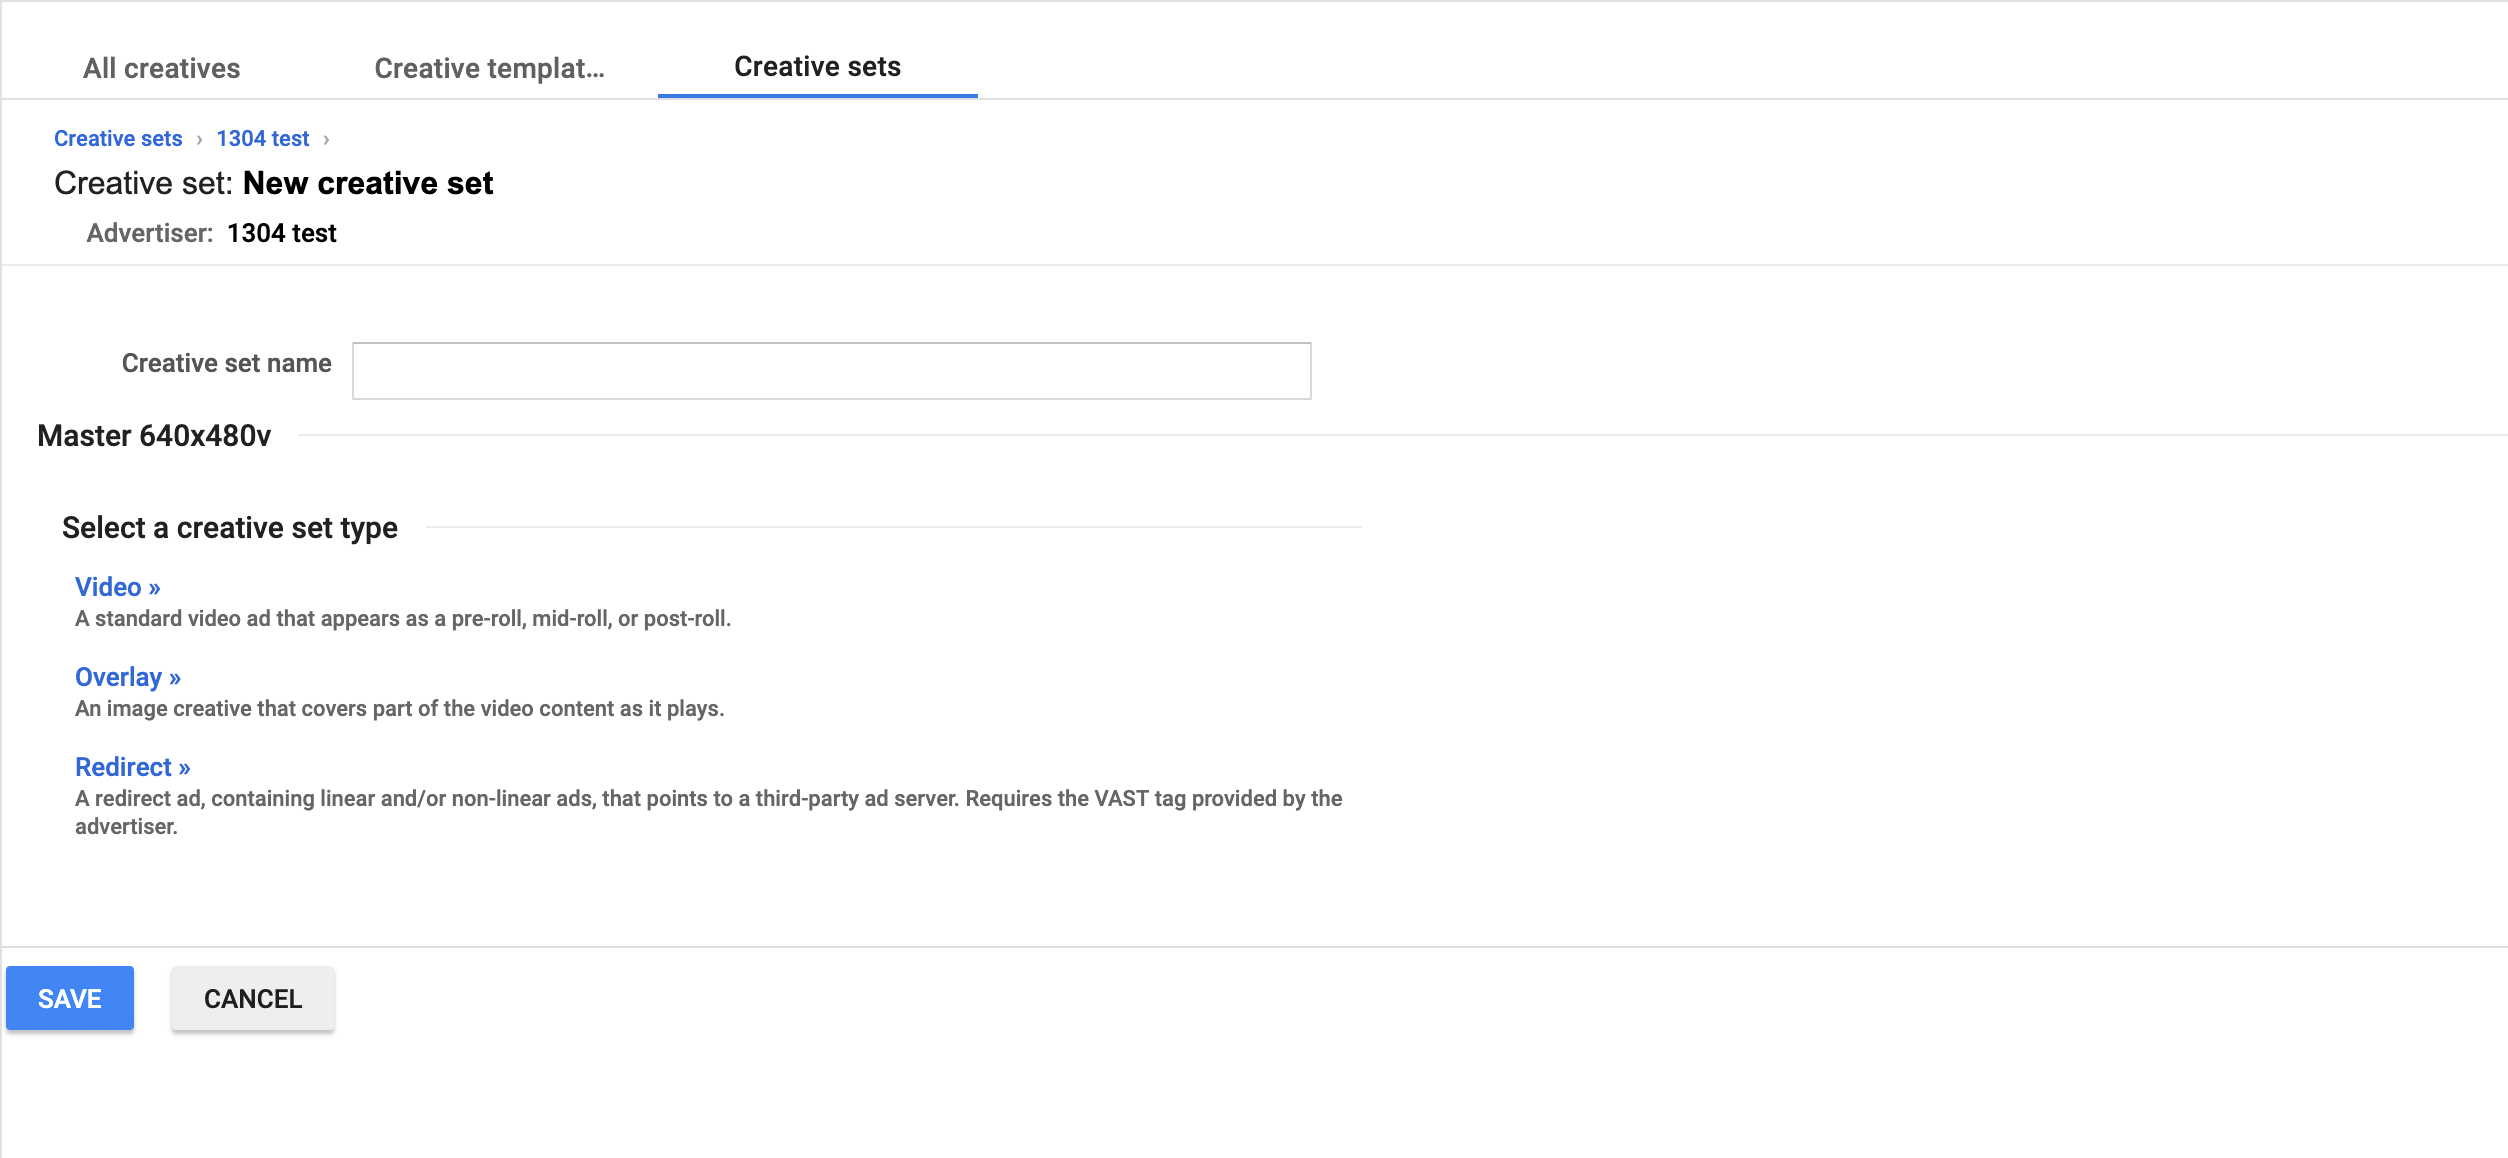 All creatives
Creative templat...
Creative sets
Creative sets › 1304 test ›
Creative set: New creative set
Advertiser: 1304 test
Creative set name
Master 640x480v
Select a creative set type
Video »
A standard video ad that appears as a pre-roll, mid-roll, or post-roll.
Overlay »
An image creative that covers part of the video content as it plays.
Redirect »
A redirect ad, containing linear and/or non-linear ads, that points to a third-party ad server. Requires the VAST tag provided by the
advertiser.
SAVE
CANCEL